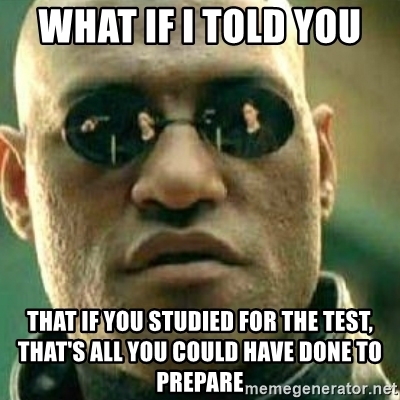 WHAT IF I TOLD YOU
THAT IF YOU STUDIED FOR THE TEST,
THAT'S ALL YOU COULD HAVE DONE TO
PREPARE
memegenerator.net